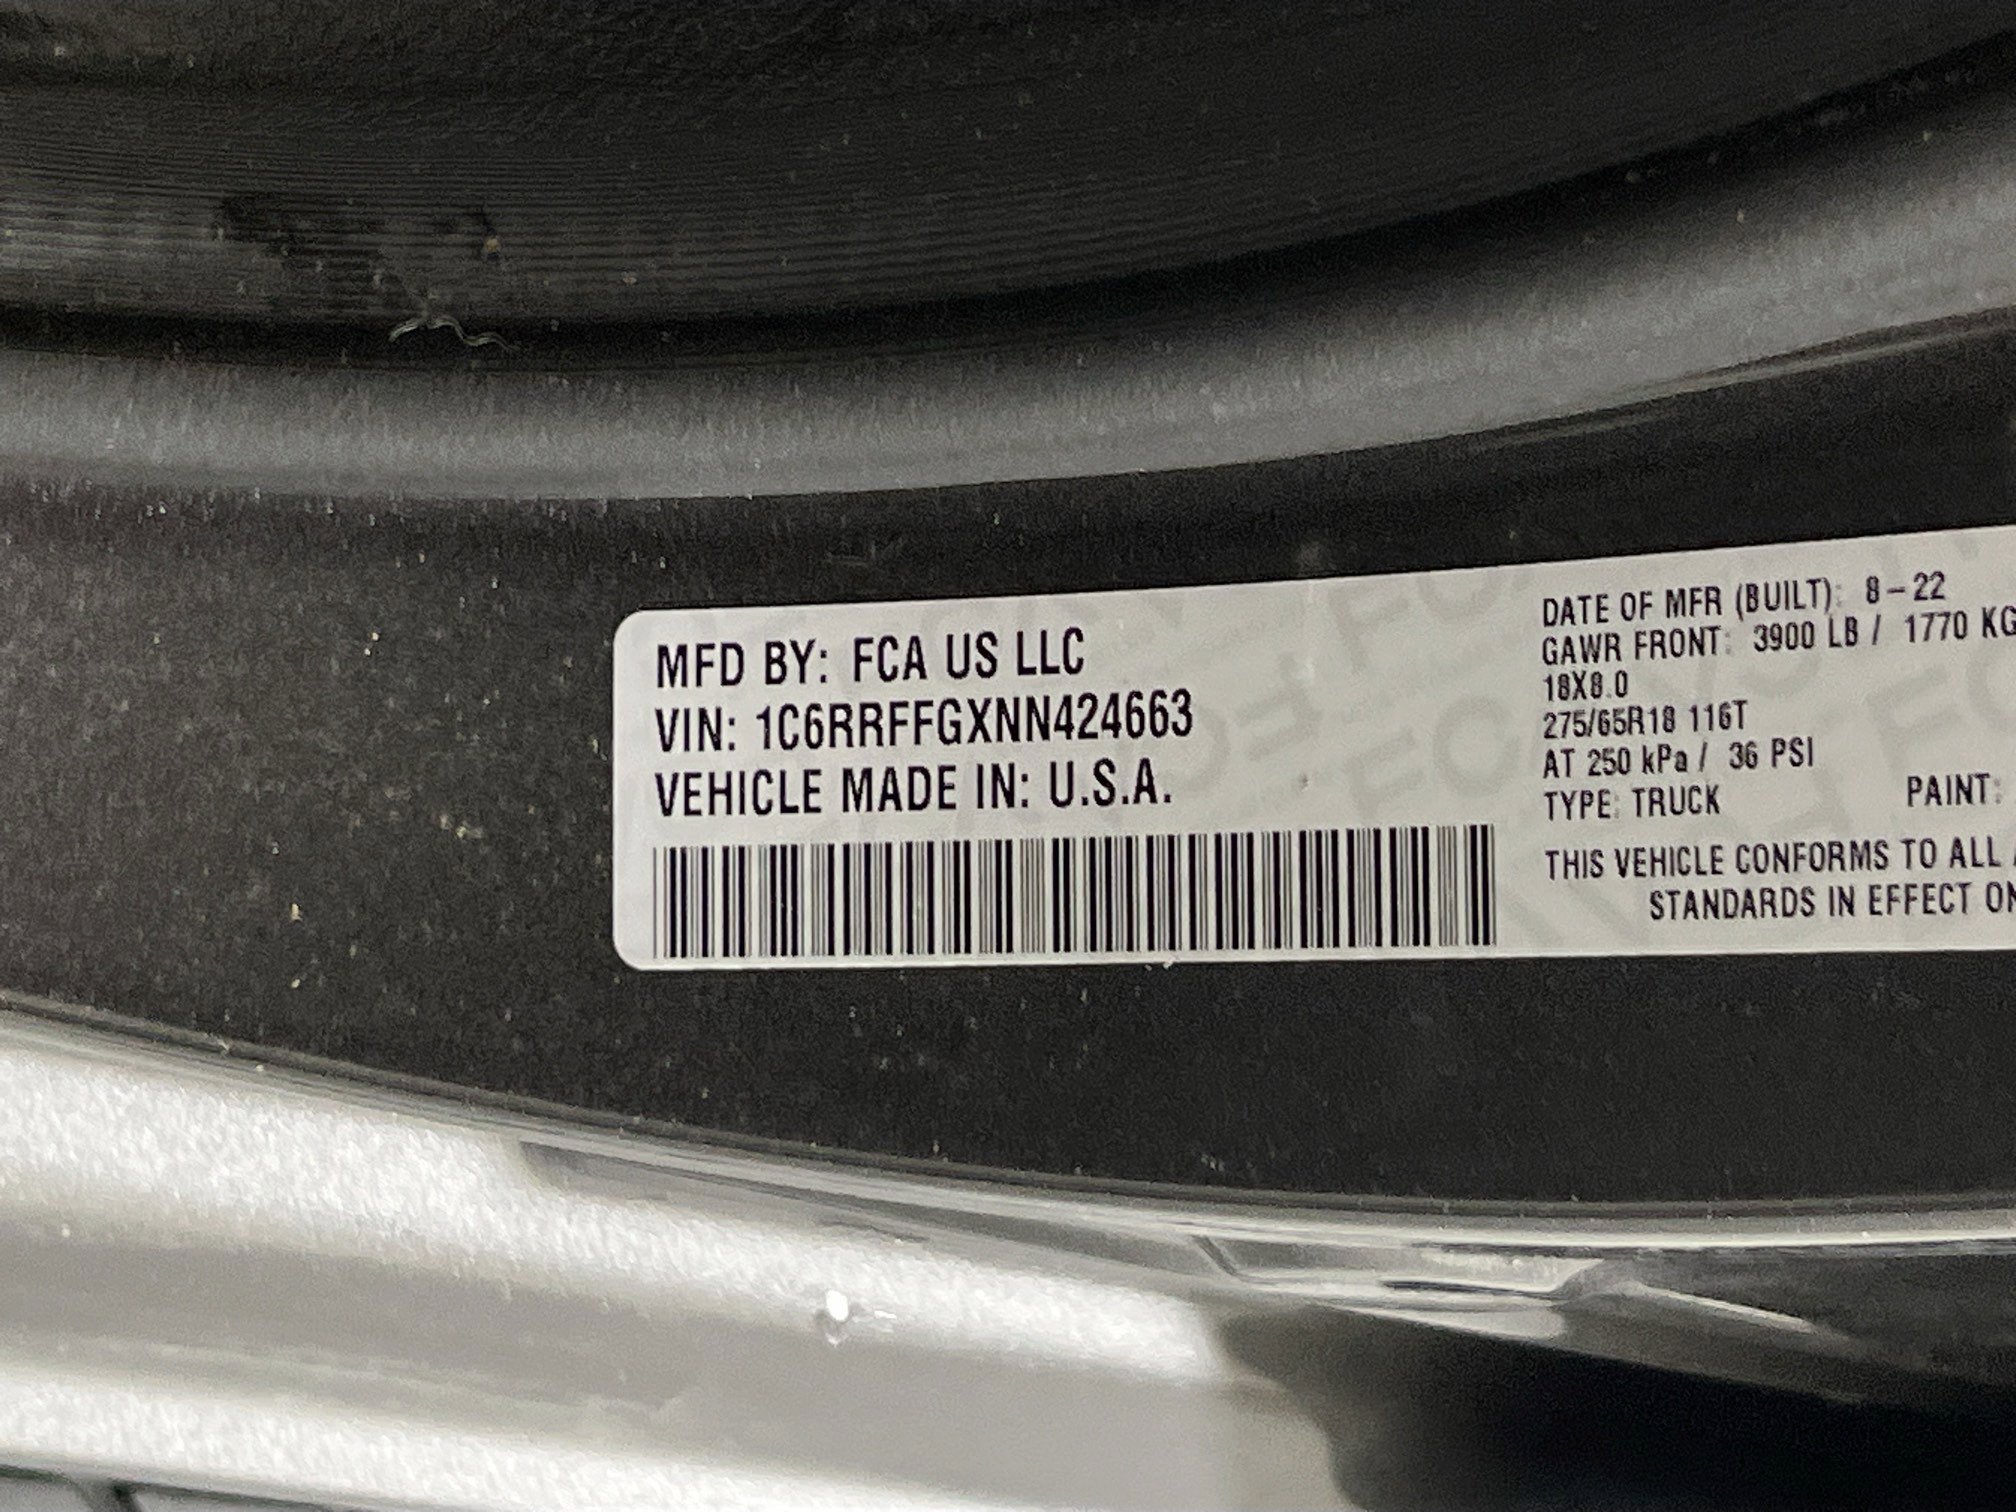 MFD BY: FCA US LLC
VIN: 1C6RRFFGXNN424663
VEHICLE MADE IN: U.S.A.
DATE OF MFR (BUILT): 8-22
GAWR FRONT: 3900 LB / 1770 KG
18X8.0
275/65R18 116T
AT 250 kPa / 36 PSI
TYPE: TRUCK PAINT:
THIS VEHICLE CONFORMS TO ALL
STANDARDS IN EFFECT ON